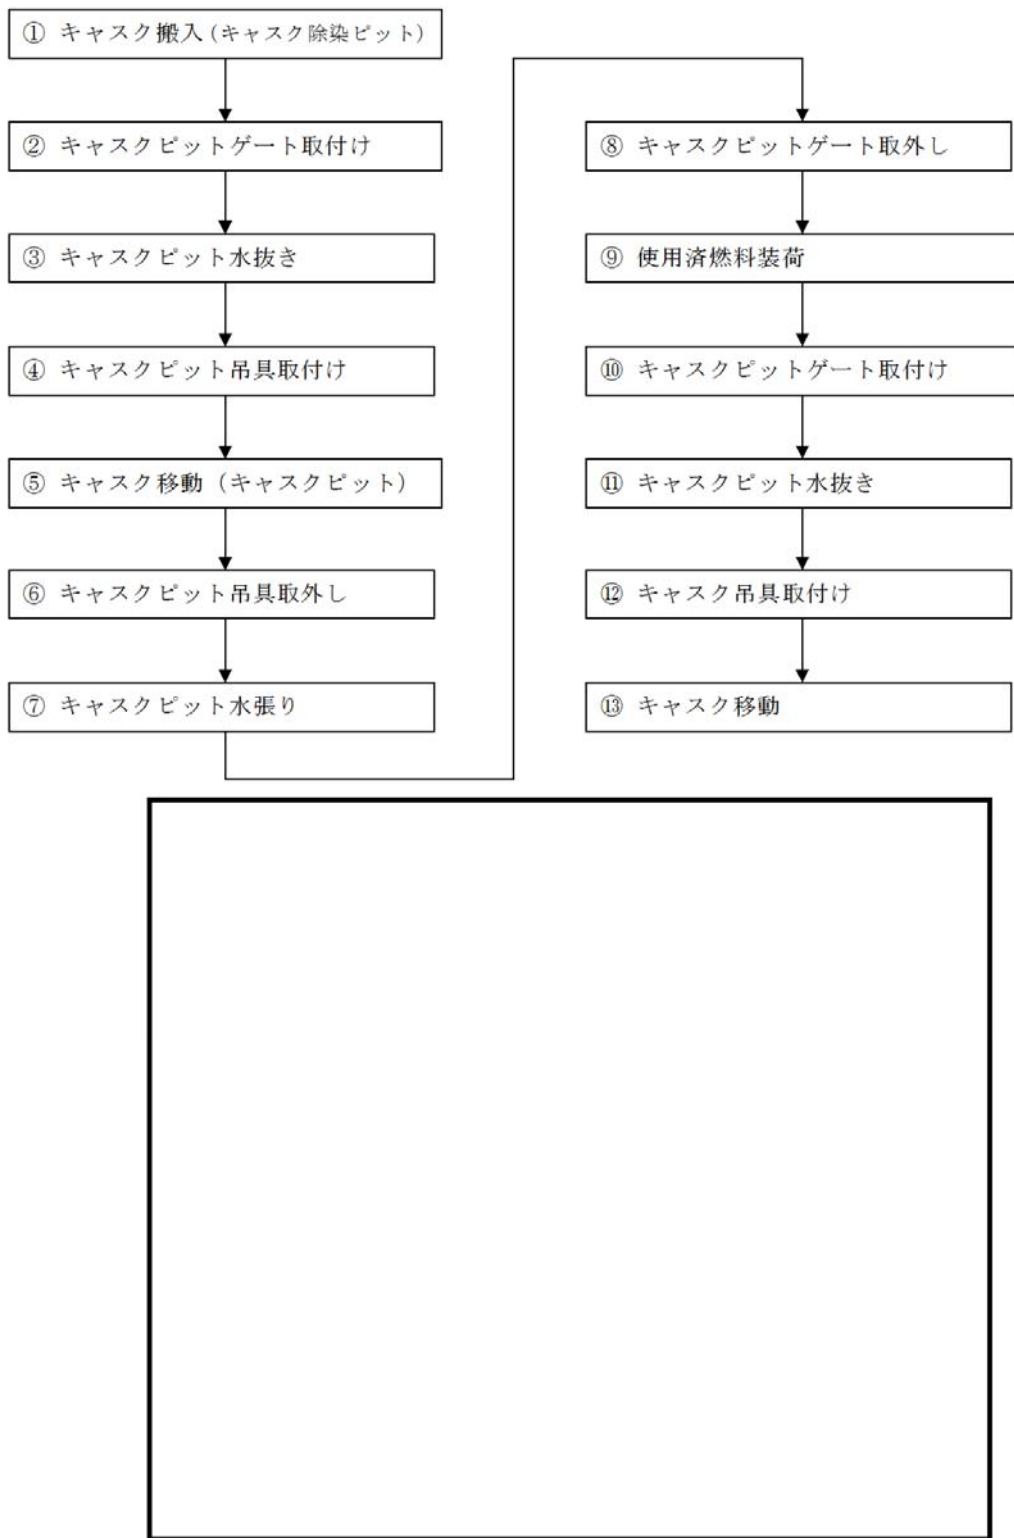 ① キャスク搬入(キャスク除染ピット)
② キャスクピットゲート取付け
③ キャスクピット水抜き
④ キャスクピット吊具取付け
⑤ キャスク移動（キャスクピット）
⑥ キャスクピット吊具取外し
⑦ キャスクピット水張り
⑧ キャスクピットゲート取外し
⑨ 使用済燃料装荷
⑩ キャスクピットゲート取付け
⑪ キャスクピット水抜き
⑫ キャスク吊具取付け
⑬ キャスク移動